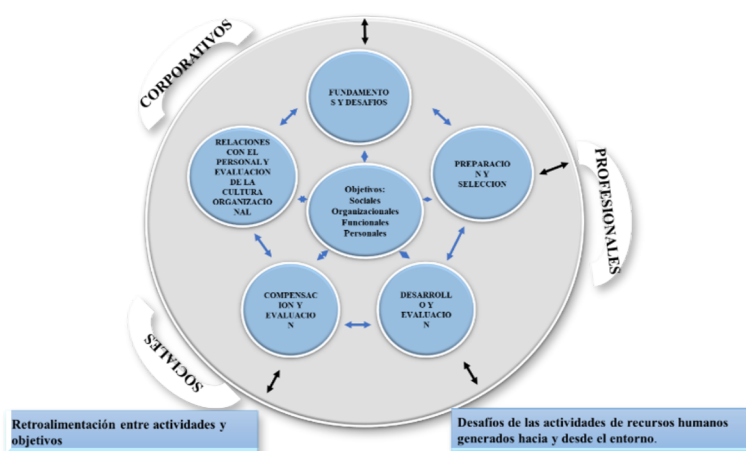 CORPORATIVOS
FUNDAMENTO
S Y DESAFIOS
RELACIONES
CON EL
PERSONAL Y
EVALUACION
DE LA
CULTURA
ORGANIZACIO
NAL
PREPARACIO
N Y
SELECCION
PROFESIONALES
Objetivos:
Sociales
Organizacionales
Funcionales
Personales
COMPENSAC
ION Y
EVALUACIO
N
DESARROLL
O Y
EVALUACIO
N
SOCIALES
Retroalimentación entre actividades y
objetivos
Desafíos de las actividades de recursos humanos
generados hacia y desde el entorno.